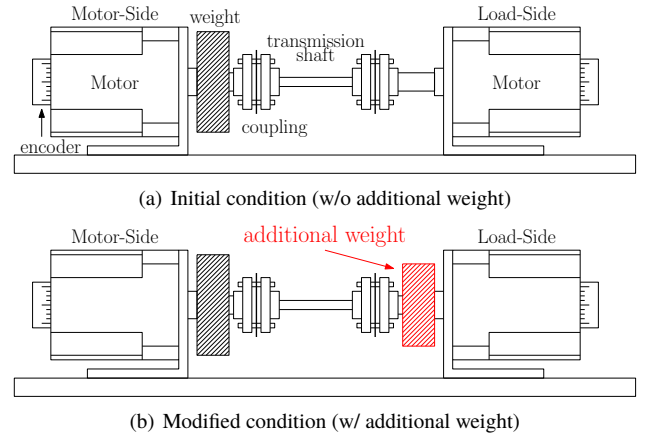 Motor-Side
weight
Load-Side
transmission
shaft
Motor
Motor
coupling
encoder
(a) Initial condition (w/o additional weight)
Motor-Side
additional weight
Load-Side
(b) Modified condition (w/ additional weight)